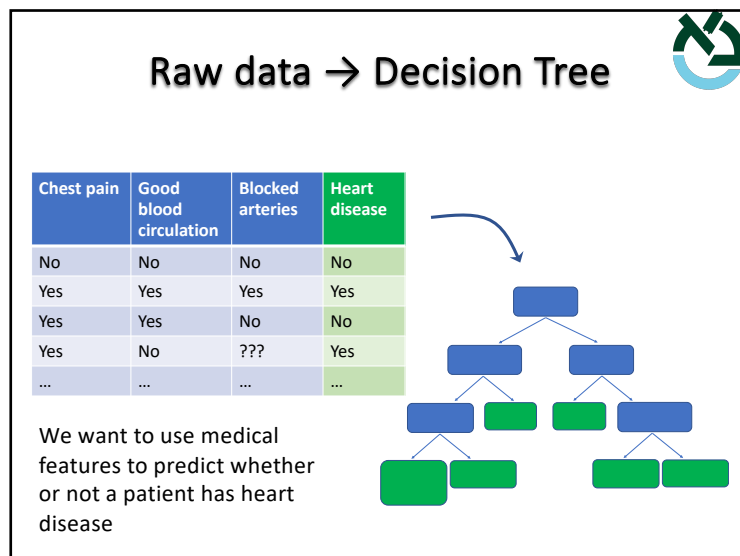 Raw data → Decision Tree
Chest pain Good blood circulation Blocked arteries Heart disease
No No No No
Yes Yes Yes Yes
Yes Yes No No
Yes No ??? Yes
... ... ... ...
We want to use medical
features to predict whether
or not a patient has heart
disease